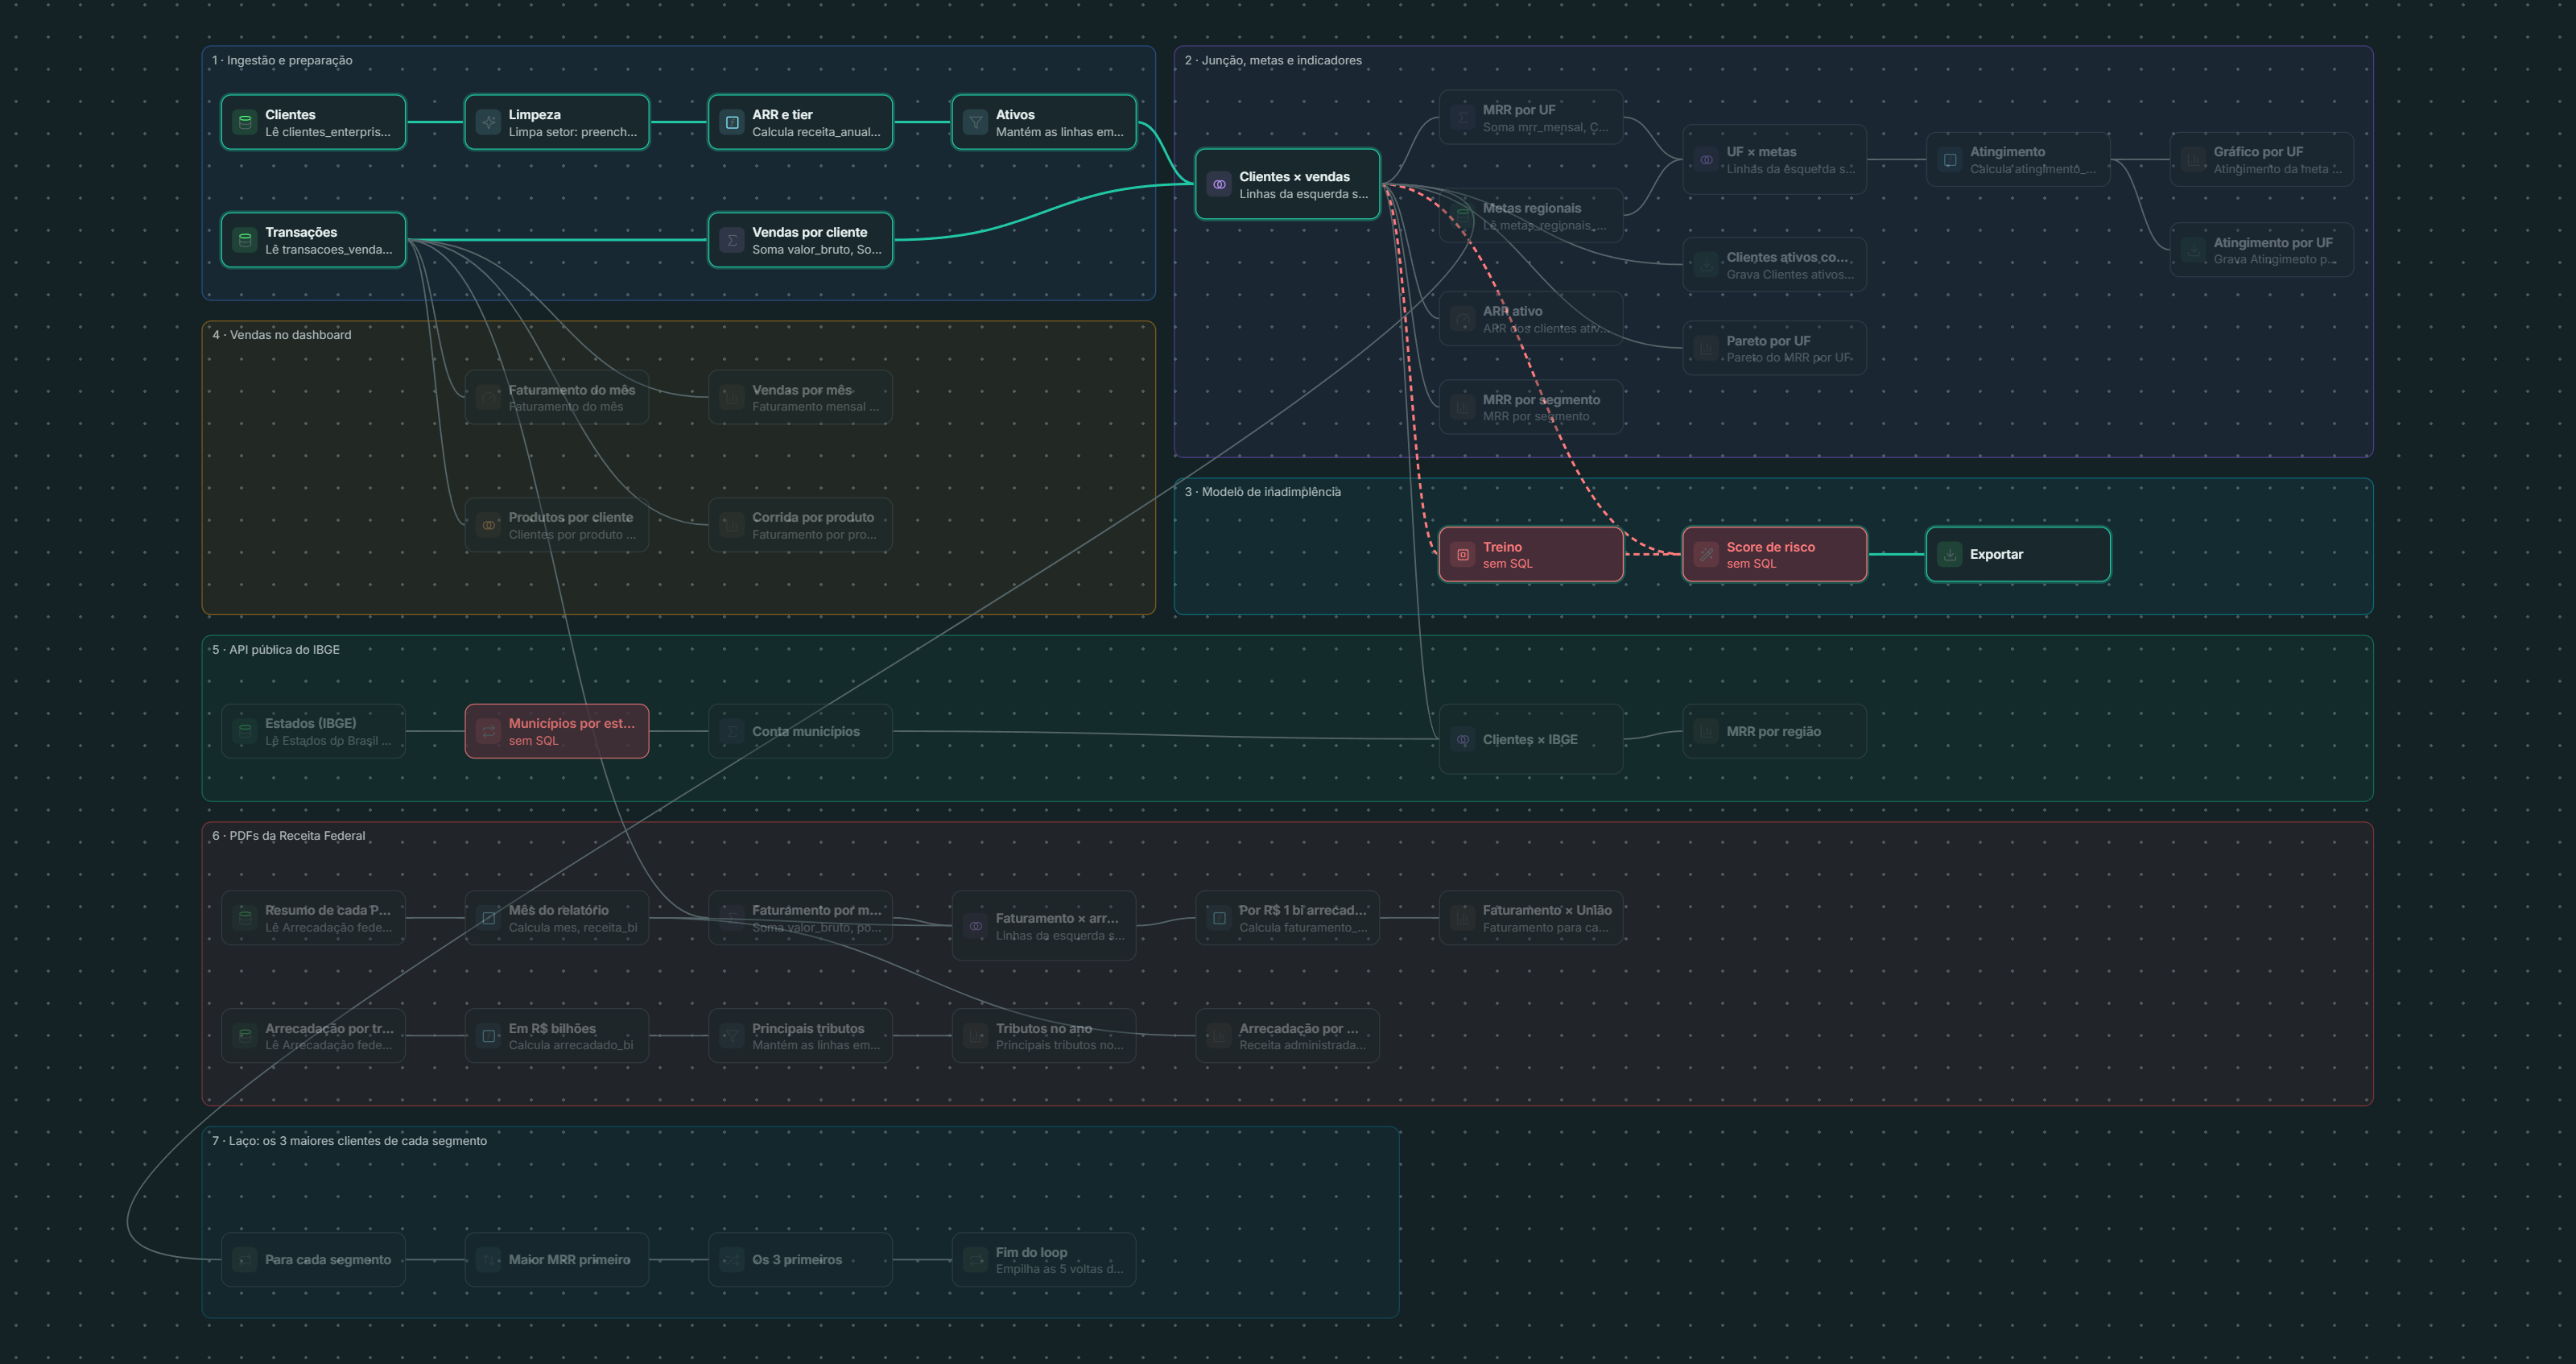 1 · Ingestão e preparação
Clientes
Lê clientes_enterpris...
Limpeza
Limpa setor: preench...
ARR e tier
Calcula receita_anual...
Ativos
Mantém as linhas em...
Transações
Lê transacoes_venda...
Vendas por cliente
Soma valor_bruto, So...
2 · Junção, metas e indicadores
Clientes × vendas
Linhas da esquerda s...
MRR por UF
Soma mrr_mensal, C...
Metas regionais
Lê metas_regionais_...
UF × metas
Linhas da esquerda s...
Atingimento
Calcula atingimento_...
Gráfico por UF
Atingimento da meta ...
Atingimento por UF
Grava Atingimento p...
Clientes ativos co...
Grava Clientes ativos...
ARR ativo
ARR dos clientes ativ...
Pareto por UF
Pareto do MRR por UF
MRR por segmento
MRR por segmento
4 · Vendas no dashboard
Faturamento do mês
Faturamento do mês
Vendas por mês
Faturamento mensal ...
Produtos por cliente
Clientes por produto ...
Corrida por produto
Faturamento por pro...
3 · Modelo de inadimplência
Treino
sem SQL
Score de risco
sem SQL
Exportar
5 · API pública do IBGE
Estados (IBGE)
Lê Estados do Brasil ...
Municípios por est...
sem SQL
Conta municípios
Clientes × IBGE
MRR por região
6 · PDFs da Receita Federal
Resumo de cada P...
Lê Arrecadação fede...
Mês do relatório
Calcula mes, receita_bi
Faturamento por m...
Soma valor_bruto, po...
Faturamento × arr...
Linhas da esquerda s...
Por R$ 1 bi arrecad...
Calcula faturamento_...
Faturamento × União
Faturamento para ca...
Arrecadação por tr...
Lê Arrecadação fede...
Em R$ bilhões
Calcula arrecadado_bi
Principais tributos
Mantém as linhas em...
Tributos no ano
Principais tributos no...
Arrecadação por ...
Receita administrada...
7 · Laço: os 3 maiores clientes de cada segmento
Para cada segmento
Maior MRR primeiro
Os 3 primeiros
Fim do loop
Empilha as 5 voltas d...